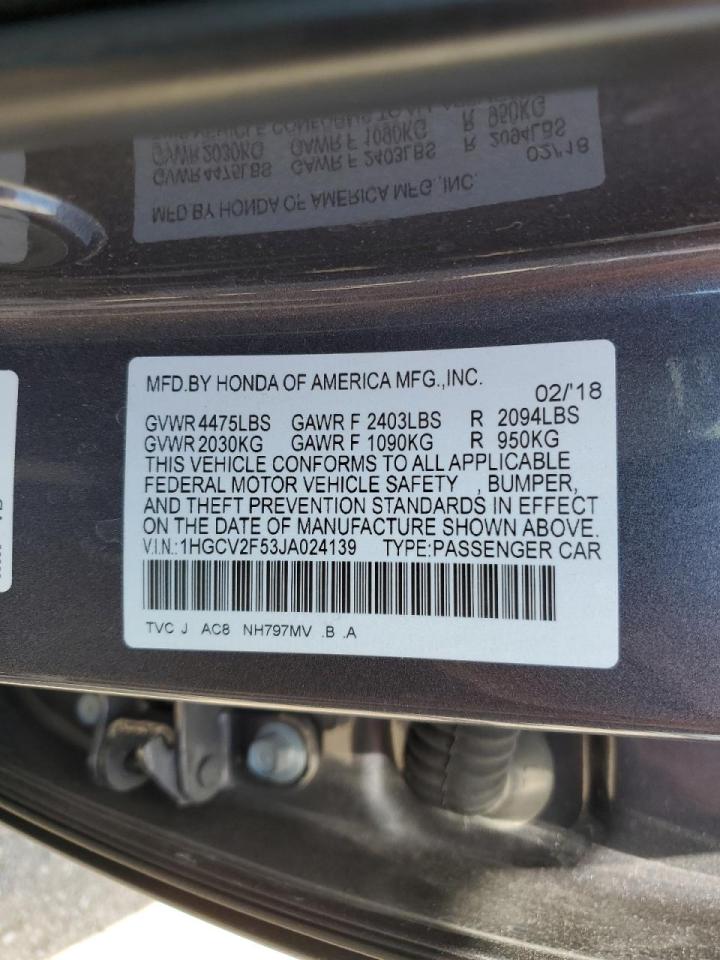 MFD.BY HONDA OF AMERICA MFG.,INC. 02/'18
GVWR 4475LBS GAWR F 2403LBS R 2094LBS
GVWR 2030KG GAWR F 1090KG R 950KG
THIS VEHICLE CONFORMS TO ALL APPLICABLE
FEDERAL MOTOR VEHICLE SAFETY , BUMPER,
AND THEFT PREVENTION STANDARDS IN EFFECT
ON THE DATE OF MANUFACTURE SHOWN ABOVE.
V.I.N.:1HGCV2F53JA024139 TYPE:PASSENGER CAR
TVC J AC8 NH797MV .B .A